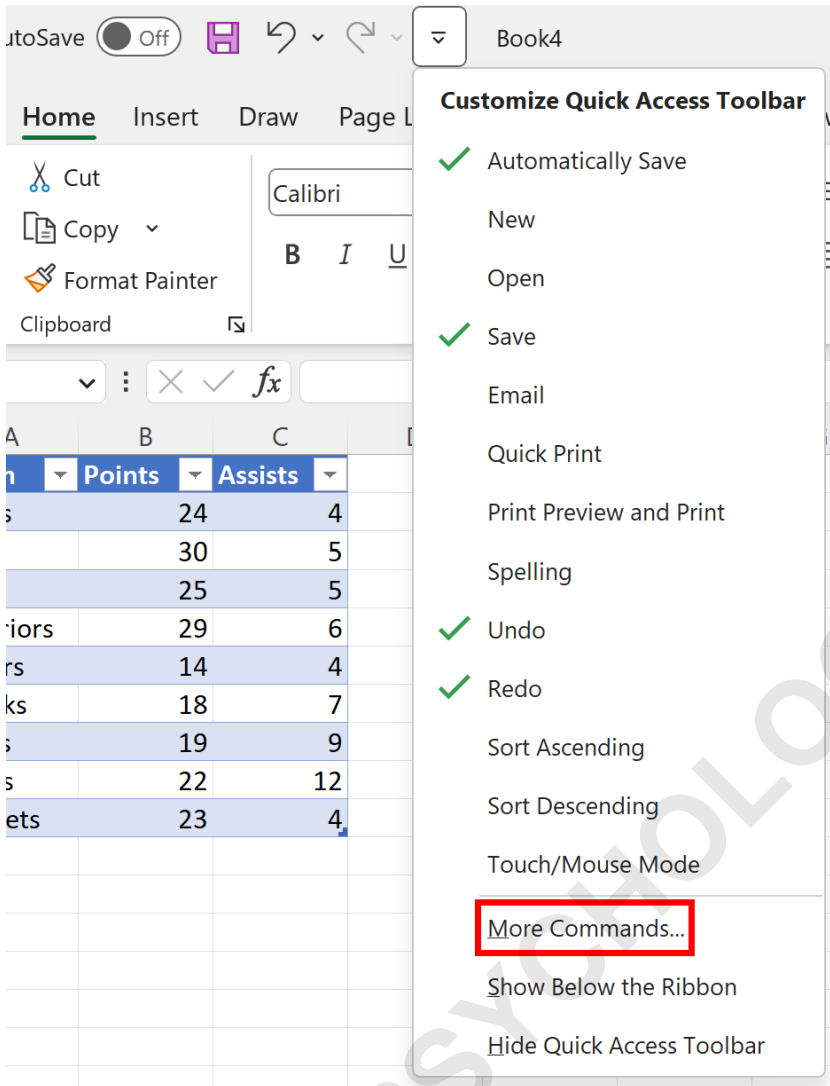 utoSave Off Book4
Customize Quick Access Toolbar
Home Insert Draw Page L
Cut
Copy
Format Painter
Clipboard
Calibri
B I U
fx
A B C
Points Assists
s 24 4
30 5
25 5
riors 29 6
rs 14 4
ks 18 7
s 19 9
s 22 12
ets 23 4
Automatically Save
New
Open
Save
Email
Quick Print
Print Preview and Print
Spelling
Undo
Redo
Sort Ascending
Sort Descending
Touch/Mouse Mode
More Commands...
Show Below the Ribbon
Hide Quick Access Toolbar
SYCHOLO